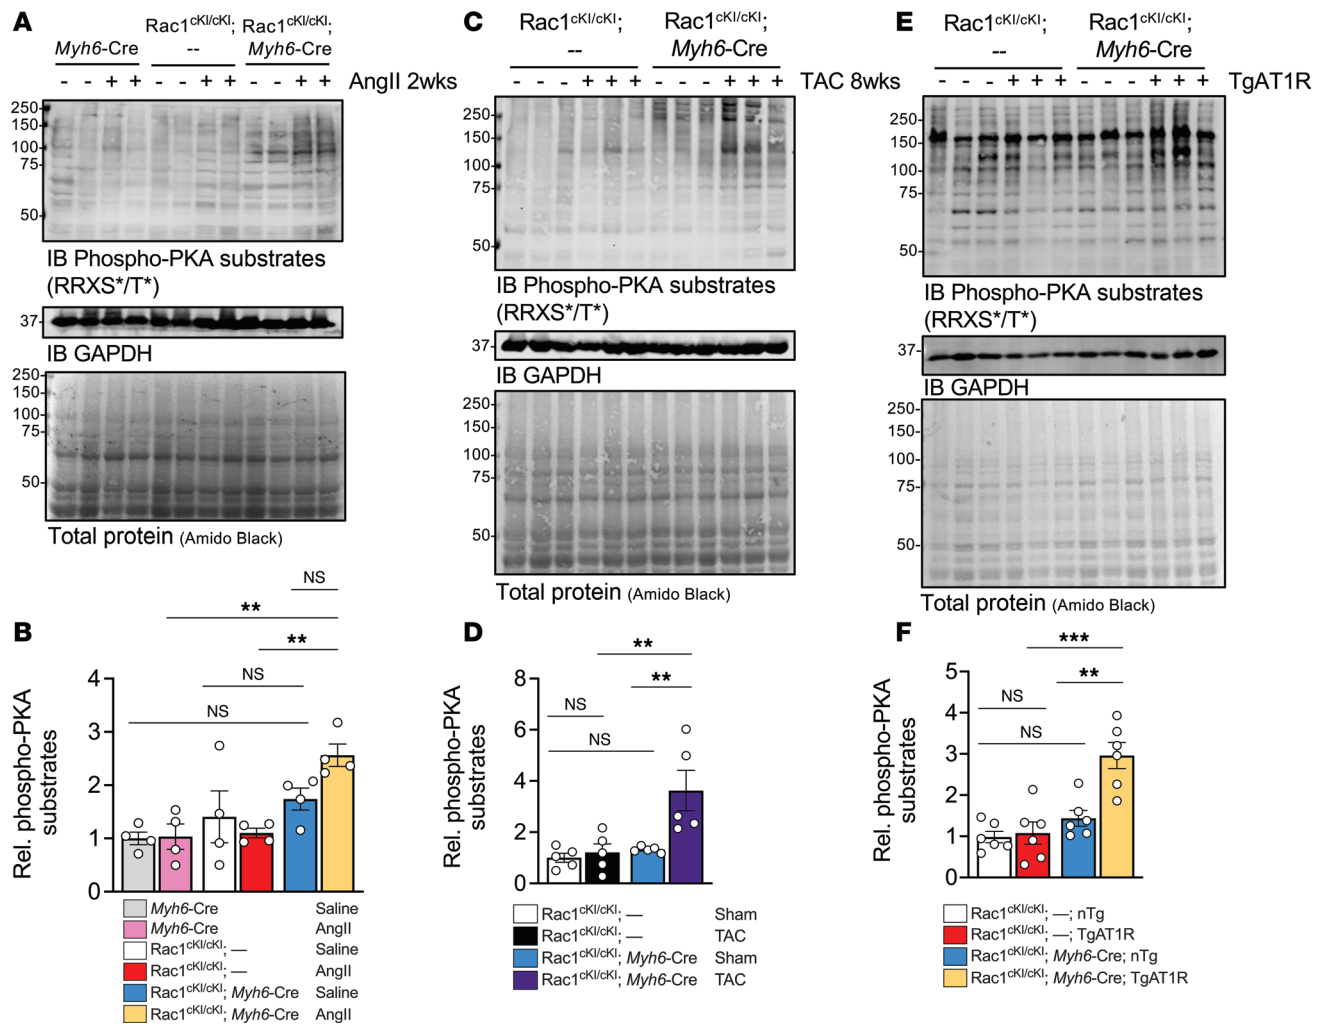 A
Myh6-Cre
Rac1cKI/cKI;
--
Rac1cKI/cKI;
Myh6-Cre
- - + + - - + + - - + + AngII 2wks
250
150
100
75
50
IB Phospho-PKA substrates
(RRXS*/T*)
37
IB GAPDH
250
150
100
75
50
Total protein (Amido Black)
C
Rac1cKI/cKI;
--
Rac1cKI/cKI;
Myh6-Cre
- - - + + + - - - + + + TAC 8wks
250
150
100
75
50
IB Phospho-PKA substrates
(RRXS*/T*)
37
IB GAPDH
250
150
100
75
50
Total protein (Amido Black)
E
Rac1cKI/cKI;
--
Rac1cKI/cKI;
Myh6-Cre
- - - + + + - - - + + + TgAT1R
250
150
100
75
50
IB Phospho-PKA substrates
(RRXS*/T*)
37
IB GAPDH
250
150
100
75
50
Total protein (Amido Black)
B
NS
**
**
NS
NS
Rel. phospho-PKA
substrates
4
3
2
1
0
Myh6-Cre Saline
Myh6-Cre AngII
Rac1cKI/cKI; — Saline
Rac1cKI/cKI; — AngII
Rac1cKI/cKI; Myh6-Cre Saline
Rac1cKI/cKI; Myh6-Cre AngII
D
**
**
NS
NS
Rel. phospho-PKA
substrates
8
6
4
2
0
Rac1cKI/cKI; — Sham
Rac1cKI/cKI; — TAC
Rac1cKI/cKI; Myh6-Cre Sham
Rac1cKI/cKI; Myh6-Cre TAC
F
***
**
NS
NS
Rel. phospho-PKA
substrates
5
4
3
2
1
0
Rac1cKI/cKI; —; nTg
Rac1cKI/cKI; —; TgAT1R
Rac1cKI/cKI; Myh6-Cre; nTg
Rac1cKI/cKI; Myh6-Cre; TgAT1R